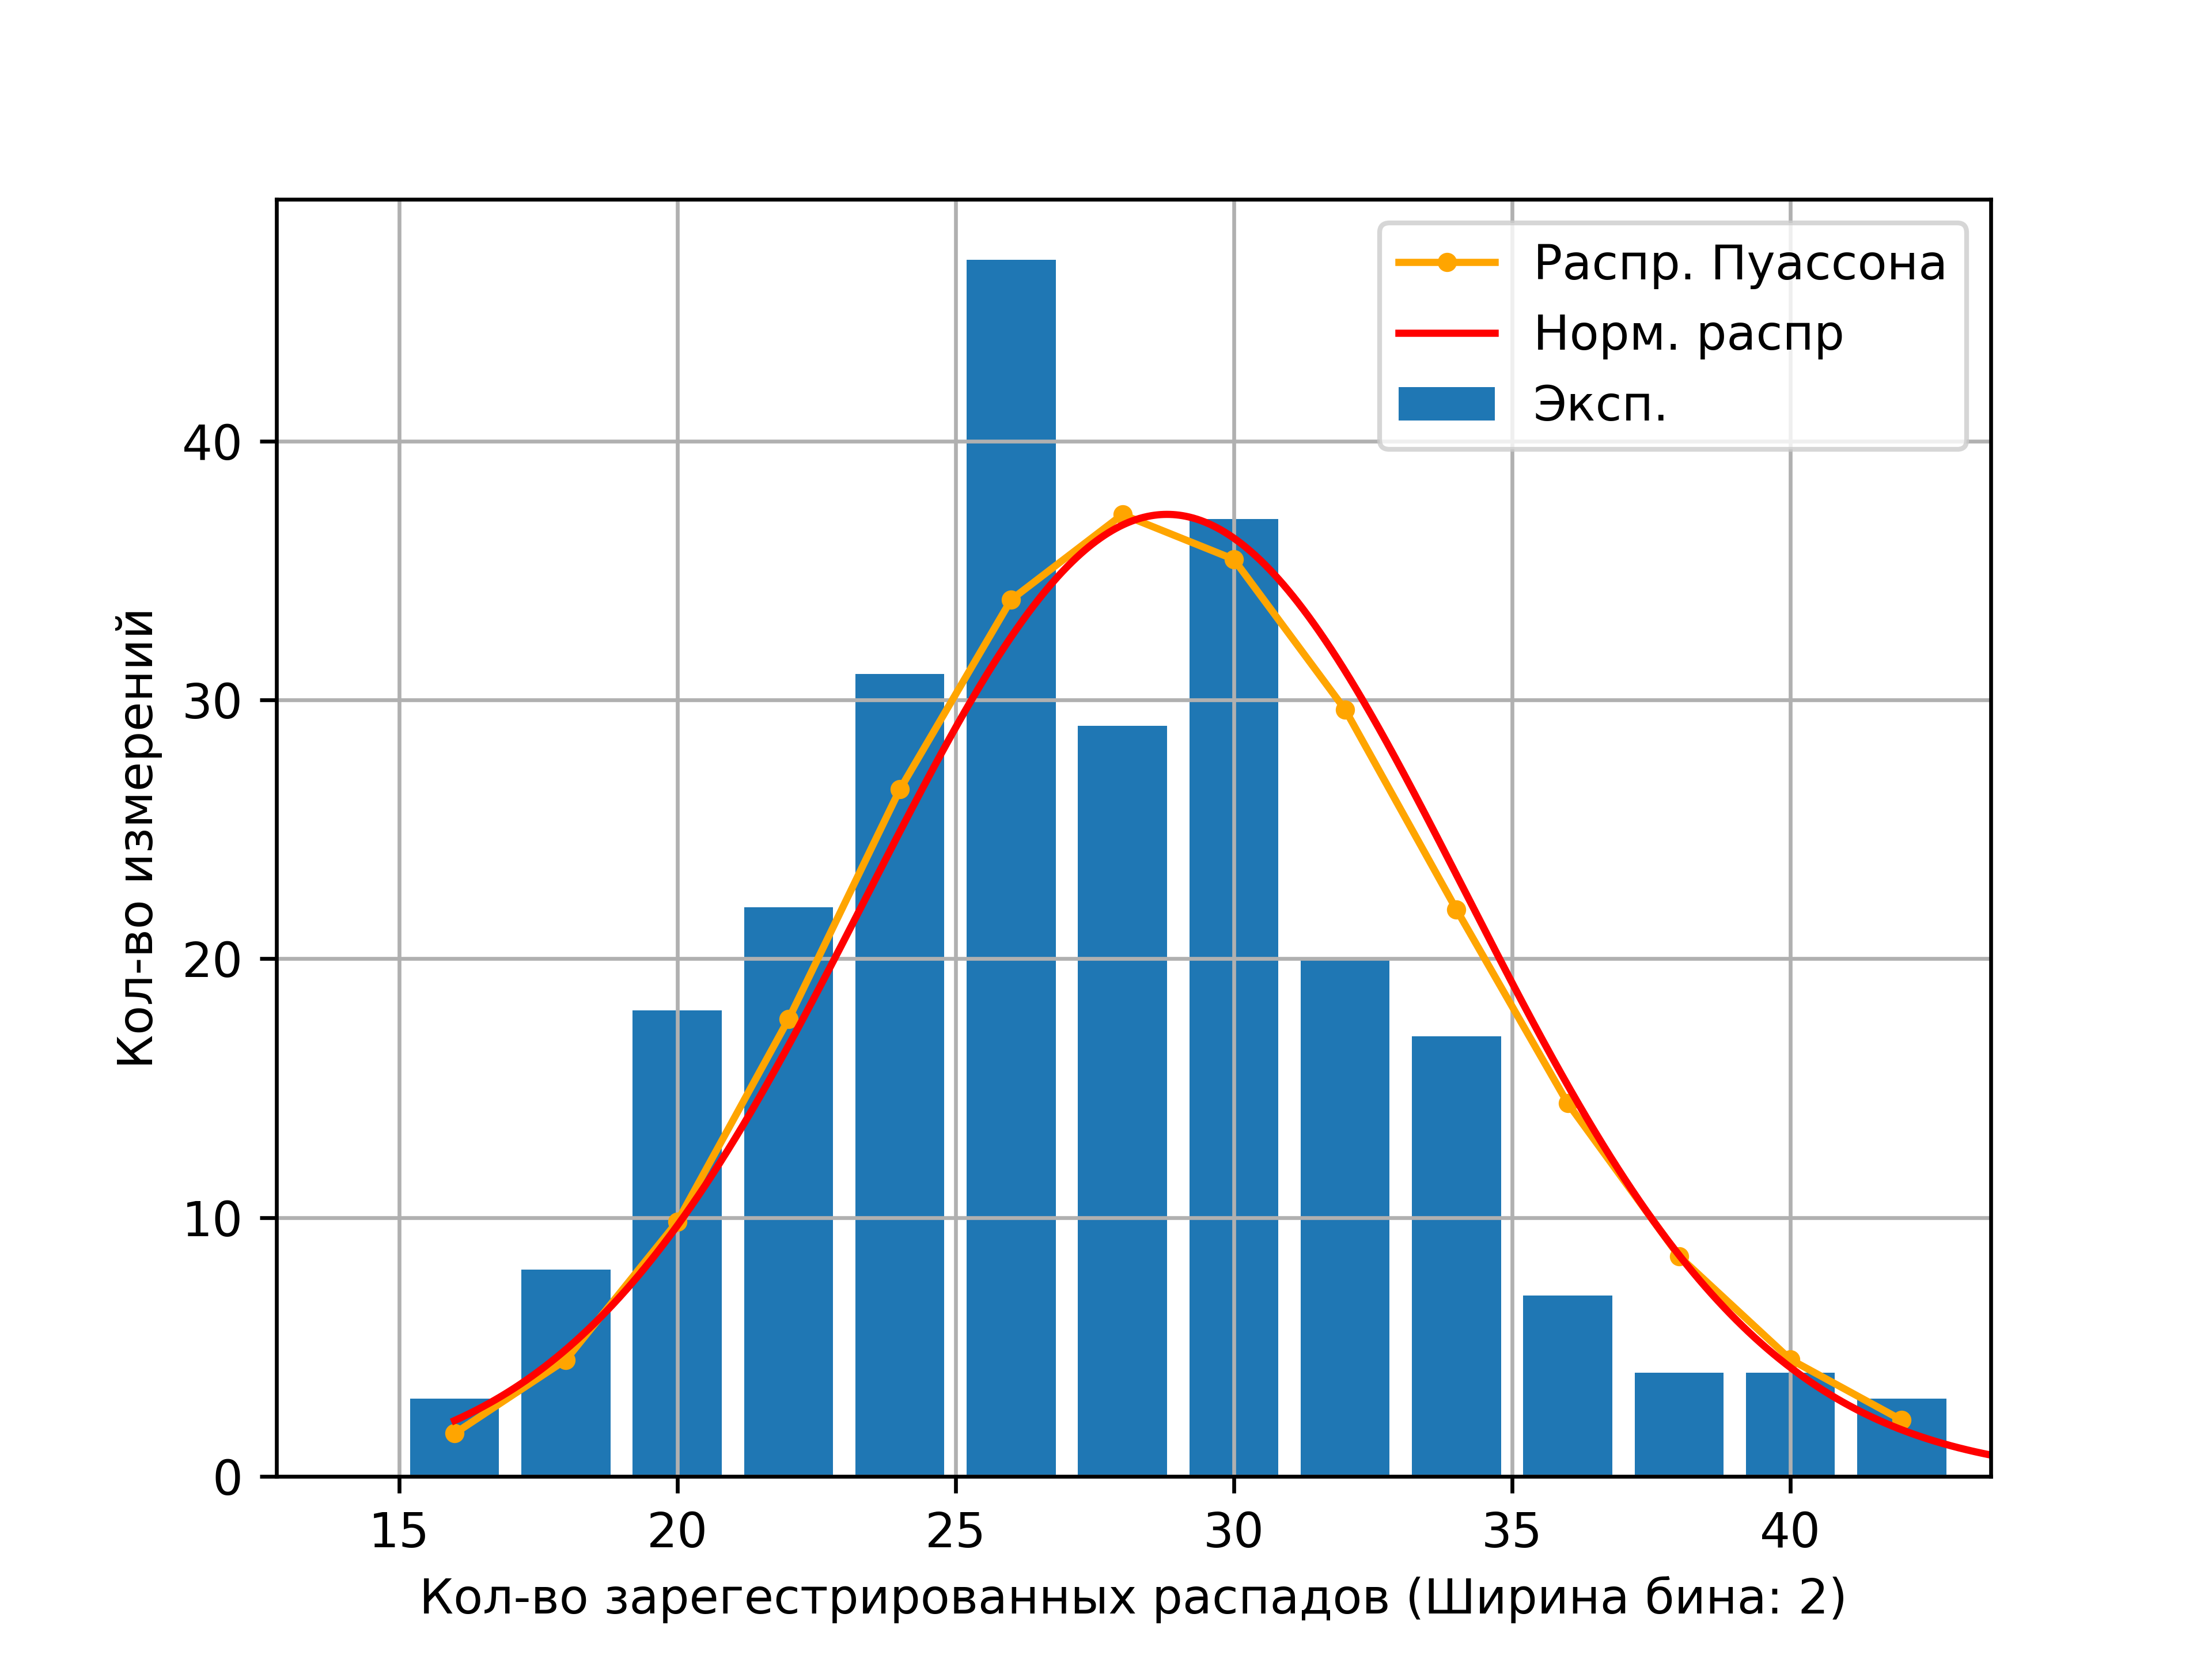 Распр. Пуассона
Норм. распр
Эксп.
Кол-во измерений
40
30
20
10
0
15 20 25 30 35 40
Кол-во зарегестрированных распадов (Ширина бина: 2)